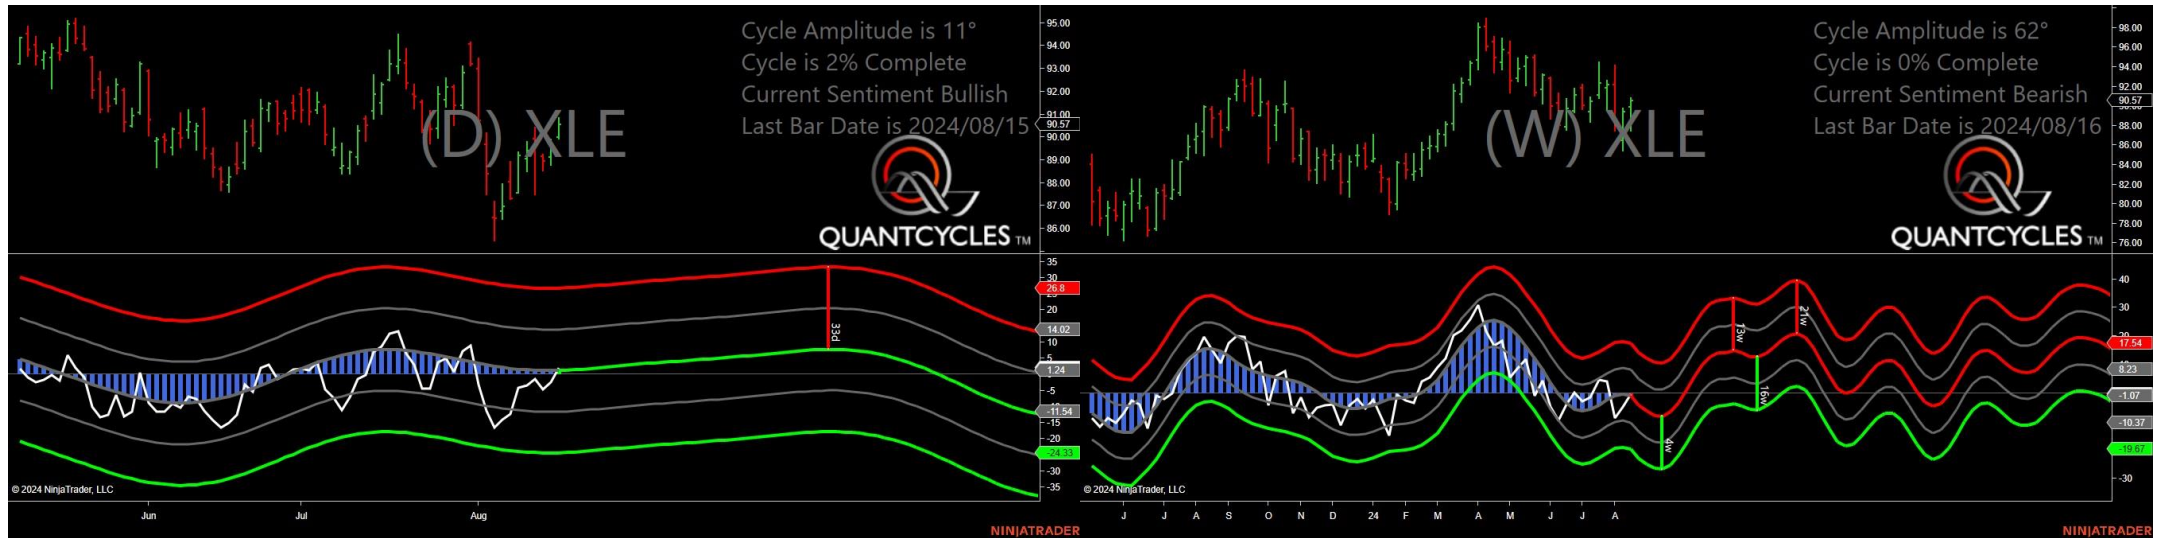 Cycle Amplitude is 11°
Cycle is 2% Complete
Current Sentiment Bullish
Last Bar Date is 2024/08/15
(D) XLE
QUANTCYCLES TM
95.00
94.00
93.00
92.00
91.00
90.57
90.00
89.00
88.00
87.00
86.00
35
30
26.8
20
14.02
10
5
1.24
-5
-11.54
-15
-20
-24.33
-30
-35
33d
© 2024 NinjaTrader, LLC
Jun Jul Aug
NINJATRADER
Cycle Amplitude is 62°
Cycle is 0% Complete
Current Sentiment Bearish
Last Bar Date is 2024/08/16
(W) XLE
QUANTCYCLES TM
98.00
96.00
94.00
92.00
90.57
88.00
86.00
84.00
82.00
80.00
78.00
76.00
40
30
17.54
8.23
-1.07
-10.37
-19.67
-30
13w
21w
16w
4w
© 2024 NinjaTrader, LLC
J J A S O N D 24 F M A M J J A
NINJATRADER